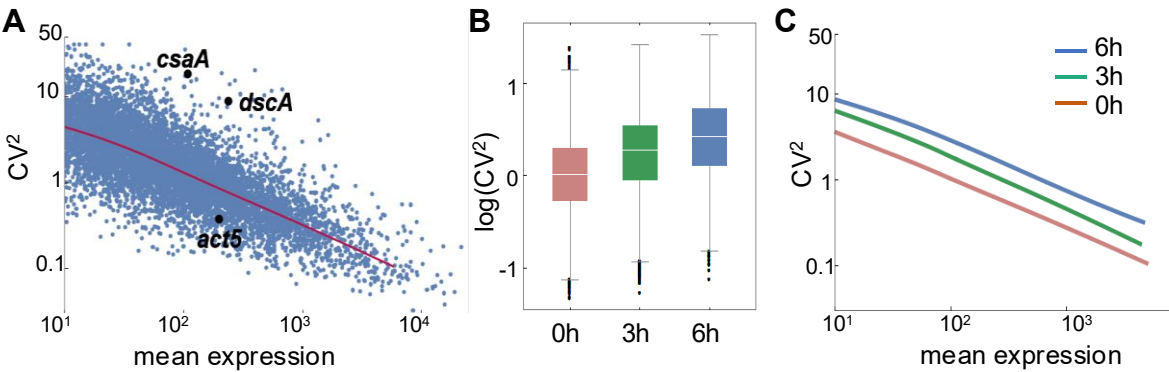 A
CV²
50
10
1
0.1
csaA
dscA
act5
10¹
10²
10³
10⁴
mean expression
B
log(CV²)
1
0
-1
0h
3h
6h
C
CV²
50
10
1
0.1
6h
3h
0h
10¹
10²
10³
mean expression